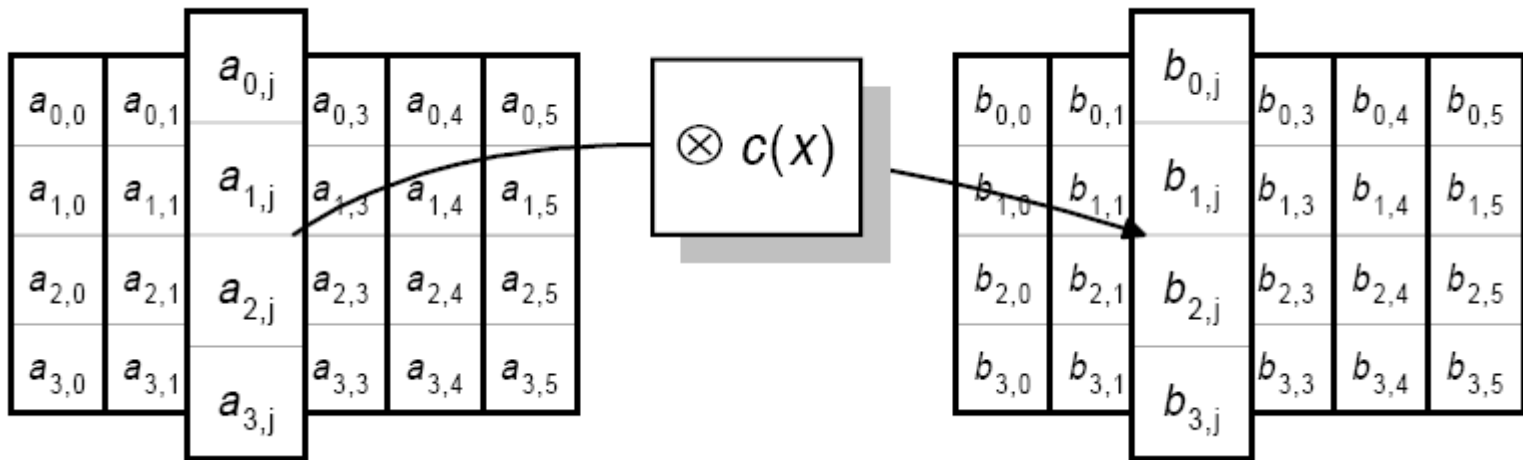 a0,0 a0,1 a0,j a0,3 a0,4 a0,5
a1,0 a1,1 a1,j a1,3 a1,4 a1,5
a2,0 a2,1 a2,j a2,3 a2,4 a2,5
a3,0 a3,1 a3,j a3,3 a3,4 a3,5
⊗ c(x)
b0,0 b0,1 b0,j b0,3 b0,4 b0,5
b1,0 b1,1 b1,j b1,3 b1,4 b1,5
b2,0 b2,1 b2,j b2,3 b2,4 b2,5
b3,0 b3,1 b3,j b3,3 b3,4 b3,5